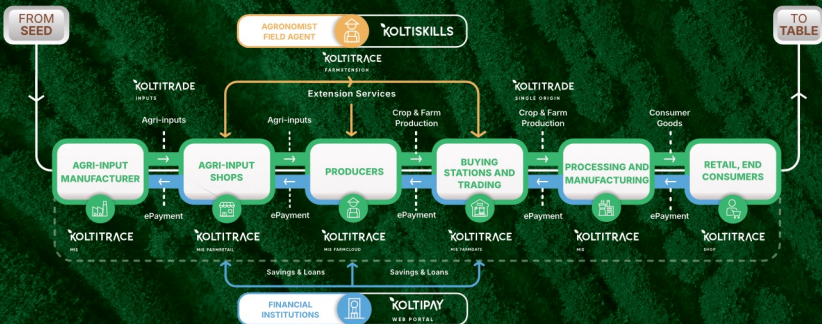 FROM
SEED
TO
TABLE
AGRONOMIST
FIELD AGENT
KOLTISKILLS
KOLTITRACE
FARMXTENSION
Extension Services
KOLTITRADE
INPUTS
KOLTITRADE
SINGLE ORIGIN
Agri-inputs
Agri-inputs
Crop & Farm
Production
Crop & Farm
Production
Consumer
Goods
AGRI-INPUT
MANUFACTURER
AGRI-INPUT
SHOPS
PRODUCERS
BUYING
STATIONS AND
TRADING
PROCESSING AND
MANUFACTURING
RETAIL, END
CONSUMERS
ePayment
ePayment
ePayment
ePayment
ePayment
KOLTITRACE
MIS
KOLTITRACE
MIS FARMRETAIL
KOLTITRACE
MIS FARMCLOUD
KOLTITRACE
MIS FARMGATE
KOLTITRACE
MIS
KOLTITRACE
SHOP
Savings & Loans
Savings & Loans
FINANCIAL
INSTITUTIONS
KOLTIPAY
WEB PORTAL